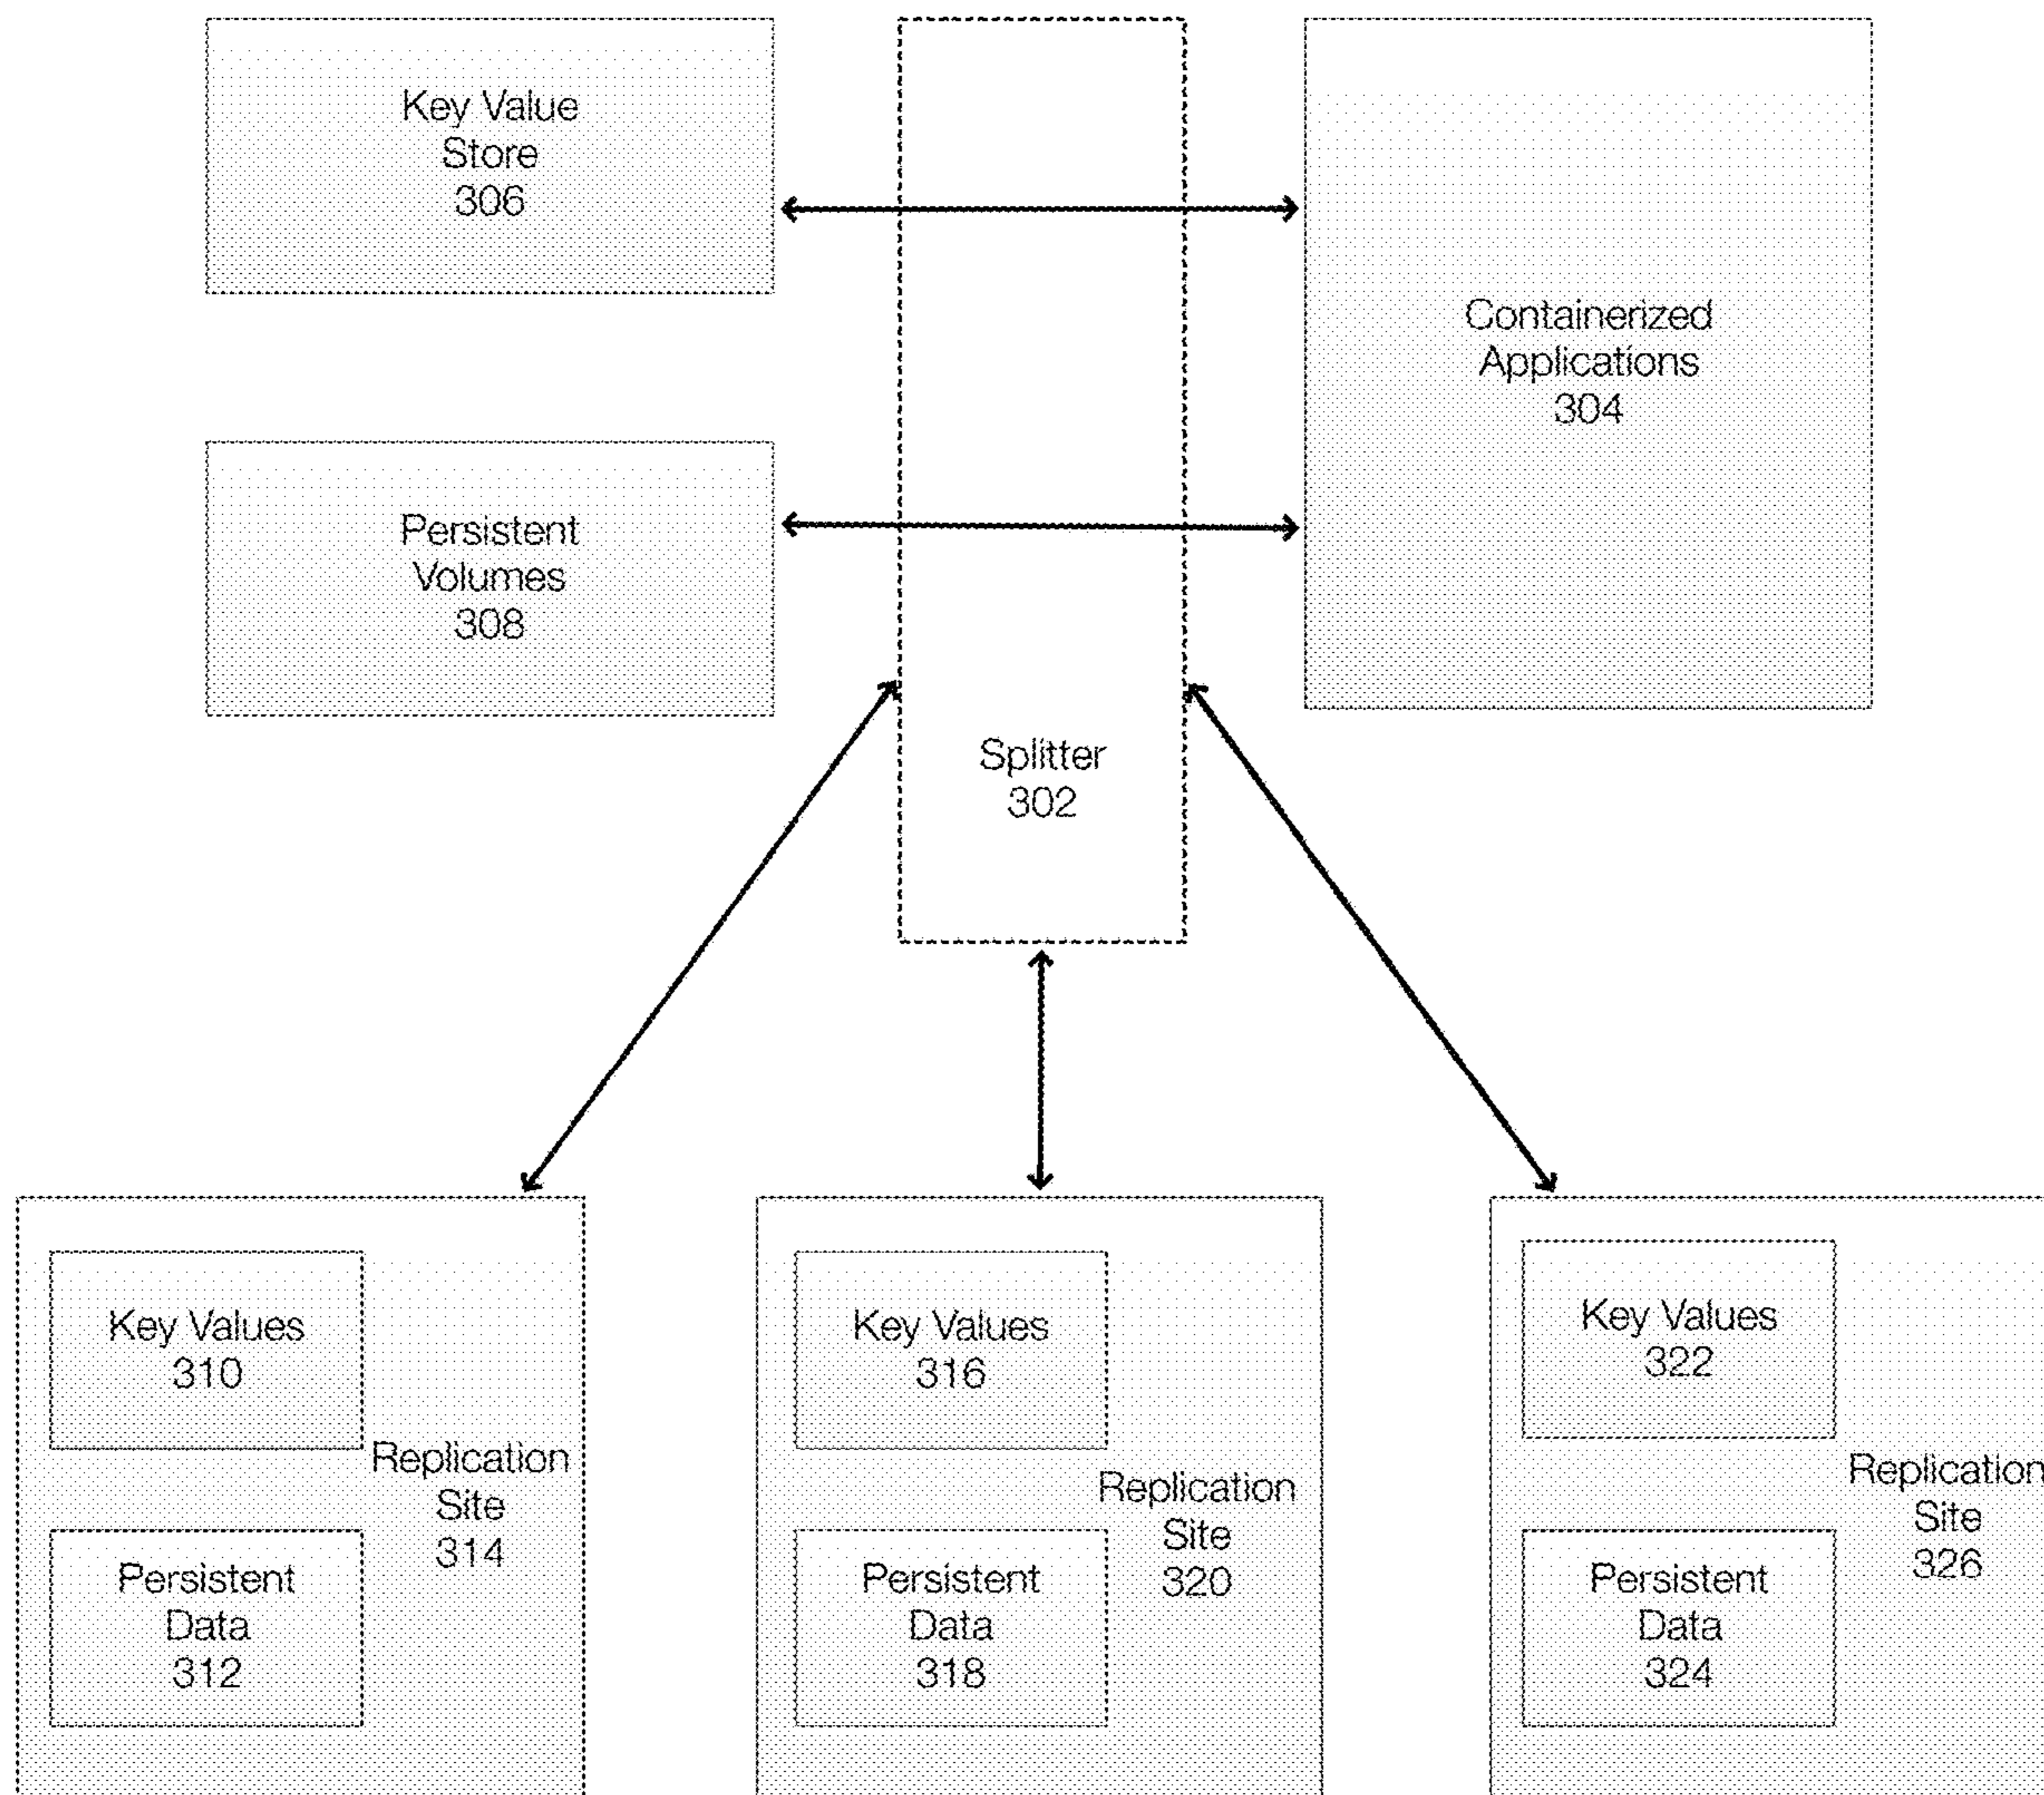 Key Value
Store
306
Containerized
Applications
304
Persistent
Volumes
308
Splitter
302
Key Values
310
Replication
Site
314
Persistent
Data
312
Key Values
316
Replication
Site
320
Persistent
Data
318
Key Values
322
Replication
Site
326
Persistent
Data
324